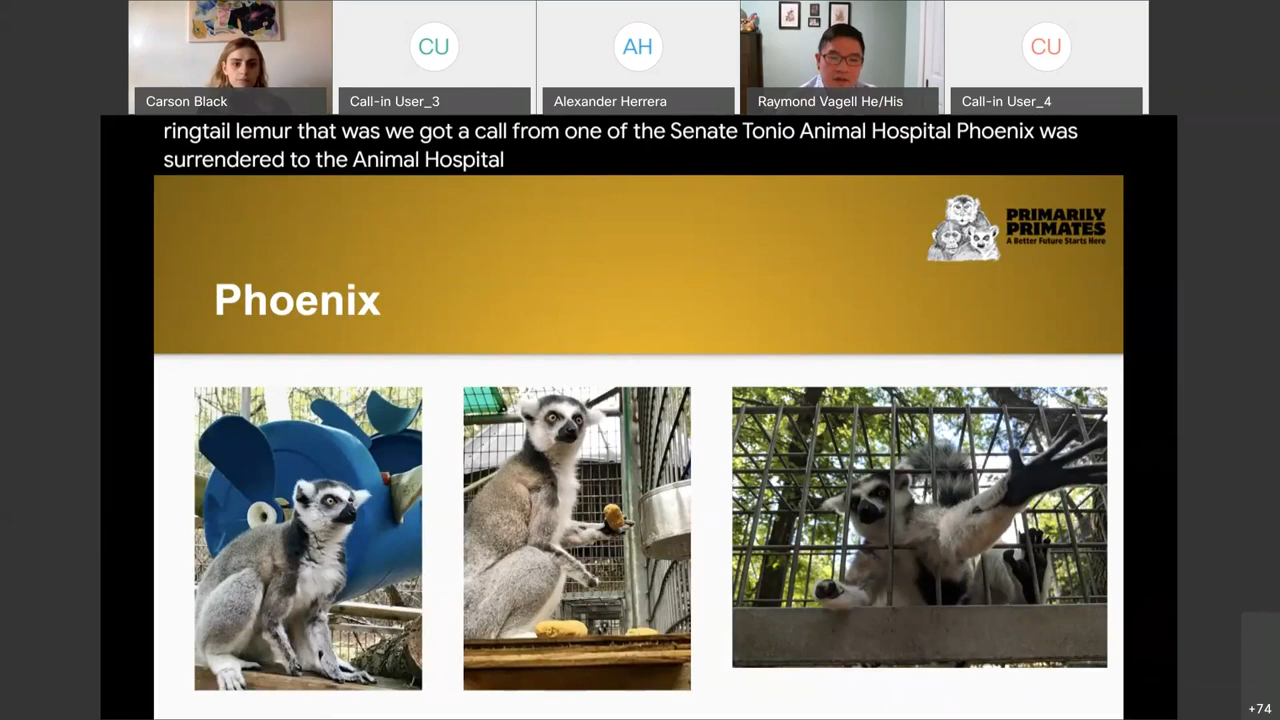 CU
AH
CU
Carson Black
Call-in User_3
Alexander Herrera
Raymond Vagell He/His
Call-in User_4
ringtail lemur that was we got a call from one of the Senate Tonio Animal Hospital Phoenix was
surrendered to the Animal Hospital
PRIMARILY
PRIMATES
A Better Future Starts Here
Phoenix
+74